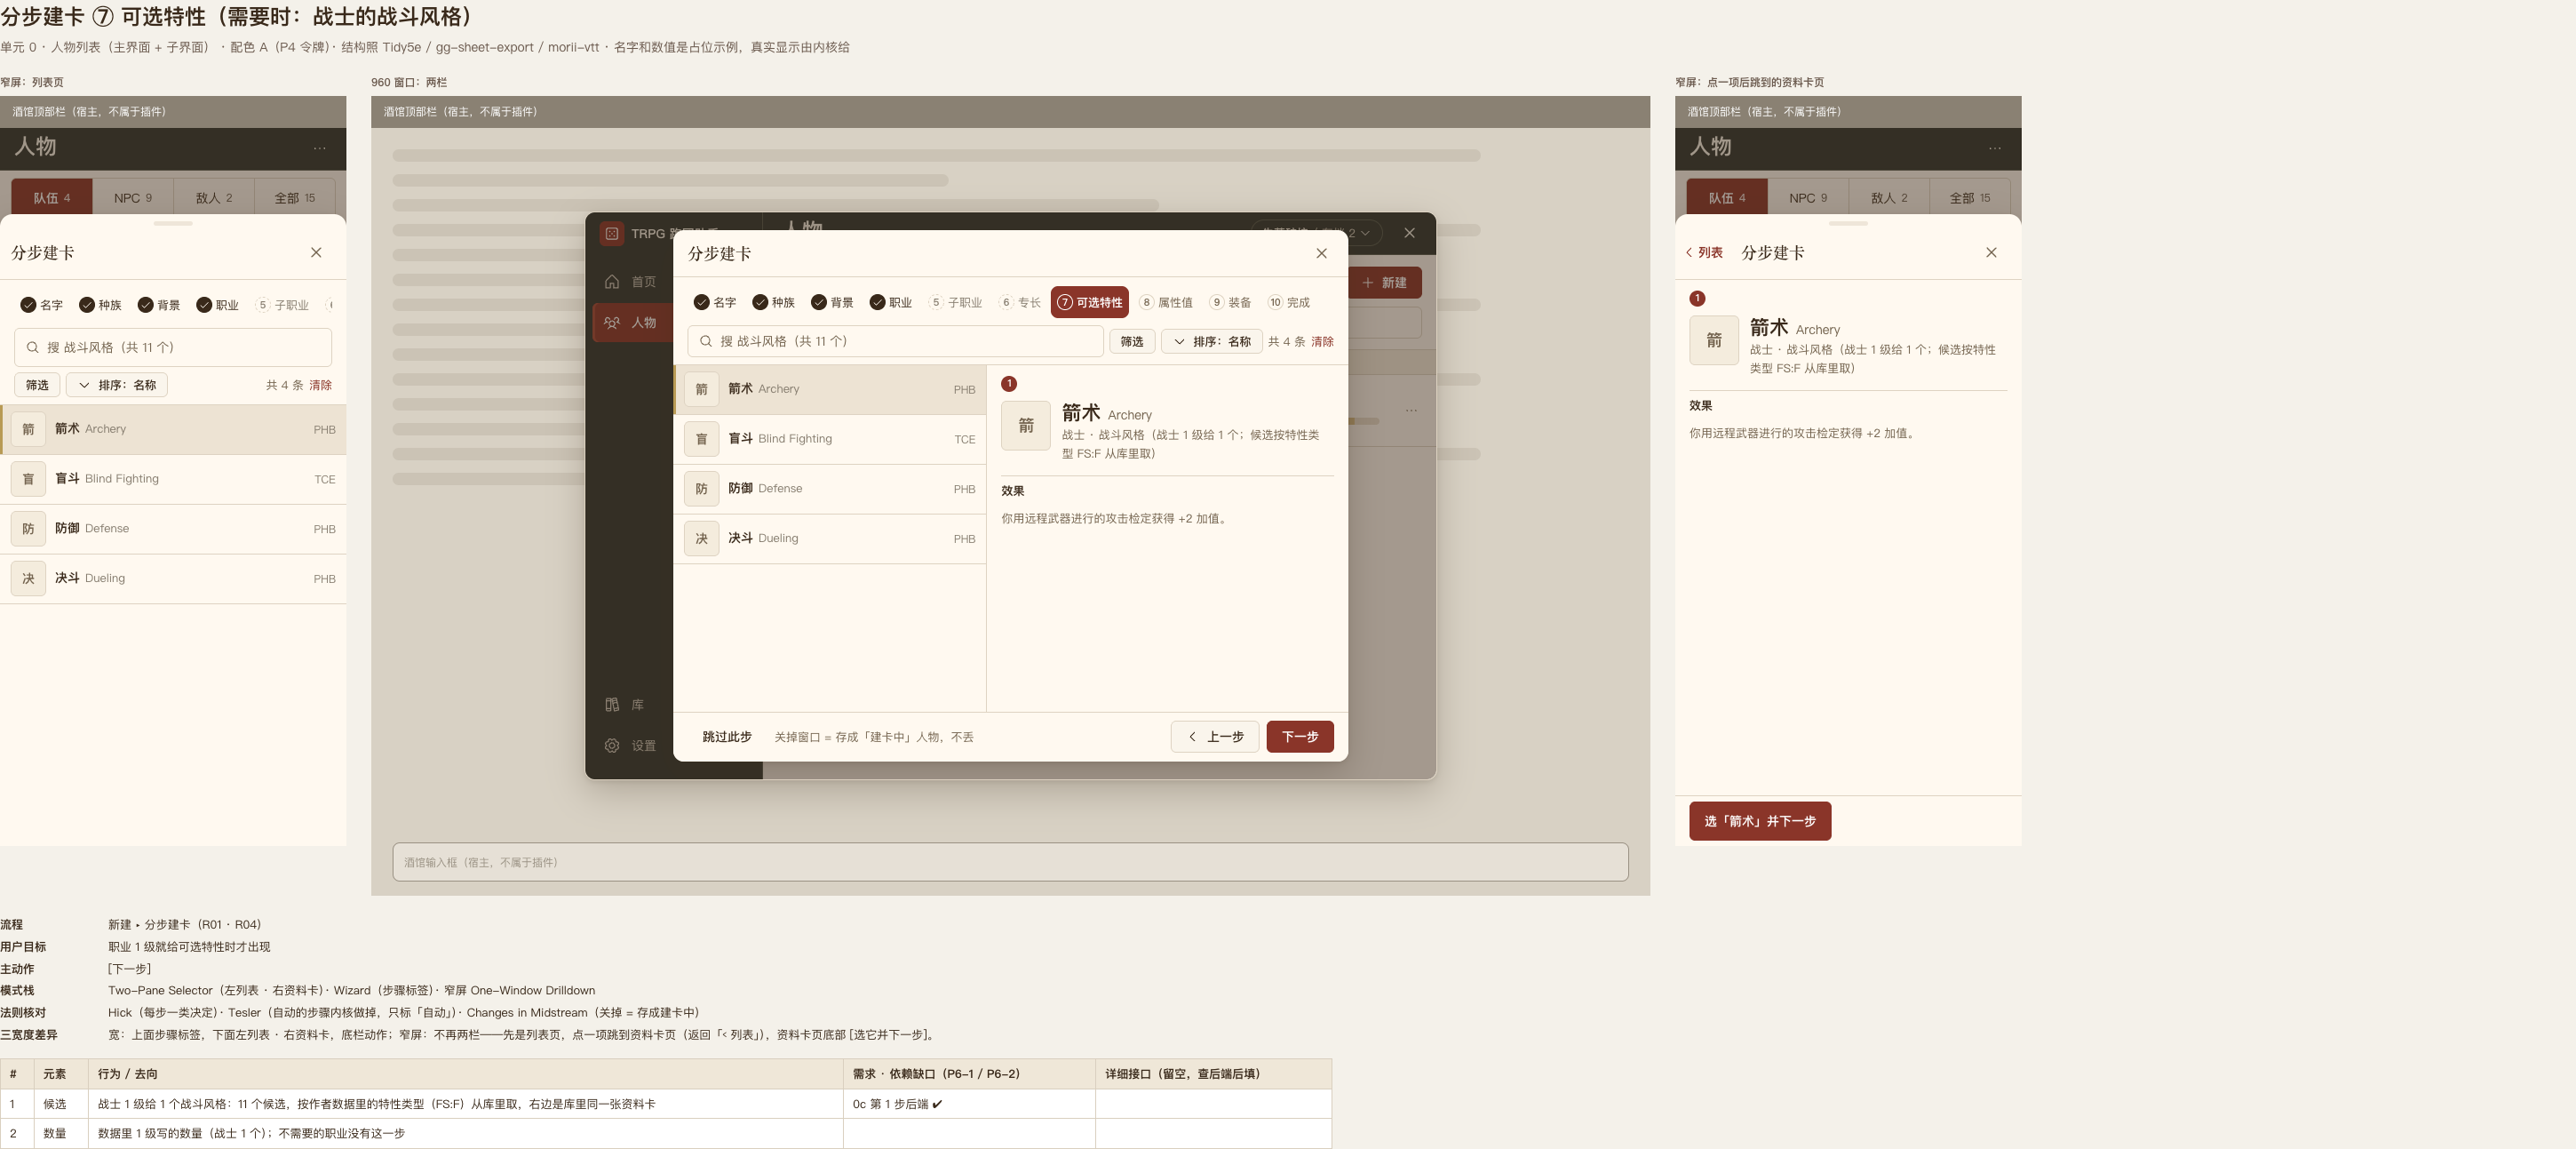 分步建卡 ⑦ 可选特性（需要时：战士的战斗风格）
单元 0 · 人物列表（主界面 + 子界面） · 配色 A（P4 令牌）· 结构照 Tidy5e / gg-sheet-export / morii-vtt · 名字和数值是占位示例，真实显示由内核给
窄屏：列表页
酒馆顶部栏（宿主，不属于插件）
人物
···
队伍 4
NPC 9
敌人 2
全部 15
分步建卡
名字
种族
背景
职业
5 子职业
搜 战斗风格（共 11 个）
筛选
排序：名称
共 4 条 清除
箭 箭术 Archery PHB
盲 盲斗 Blind Fighting TCE
防 防御 Defense PHB
决 决斗 Dueling PHB
960 窗口：两栏
酒馆顶部栏（宿主，不属于插件）
TRPG
首页
人物
库
设置
2
新建
···
分步建卡
名字
种族
背景
职业
5 子职业
6 专长
7 可选特性
8 属性值
9 装备
10 完成
搜 战斗风格（共 11 个）
筛选
排序：名称
共 4 条 清除
箭 箭术 Archery PHB
盲 盲斗 Blind Fighting TCE
防 防御 Defense PHB
决 决斗 Dueling PHB
1
箭
箭术 Archery
战士 · 战斗风格（战士 1 级给 1 个；候选按特性类
型 FS:F 从库里取）
效果
你用远程武器进行的攻击检定获得 +2 加值。
跳过此步
关掉窗口 = 存成「建卡中」人物，不丢
上一步
下一步
酒馆输入框（宿主，不属于插件）
窄屏：点一项后跳到的资料卡页
酒馆顶部栏（宿主，不属于插件）
人物
···
队伍 4
NPC 9
敌人 2
全部 15
列表
分步建卡
1
箭
箭术 Archery
战士 · 战斗风格（战士 1 级给 1 个；候选按特性
类型 FS:F 从库里取）
效果
你用远程武器进行的攻击检定获得 +2 加值。
选「箭术」并下一步
流程 新建 ▸ 分步建卡（R01 · R04）
用户目标 职业 1 级就给可选特性时才出现
主动作 [下一步]
模式栈 Two-Pane Selector（左列表 · 右资料卡）· Wizard（步骤标签）· 窄屏 One-Window Drilldown
法则核对 Hick（每步一类决定）· Tesler（自动的步骤内核做掉，只标「自动」）· Changes in Midstream（关掉 = 存成建卡中）
三宽度差异 宽：上面步骤标签，下面左列表 · 右资料卡，底栏动作；窄屏：不再两栏——先是列表页，点一项跳到资料卡页（返回「‹ 列表」），资料卡页底部 [选它并下一步]。
# 元素 行为 / 去向 需求 · 依赖缺口（P6-1 / P6-2） 详细接口（留空，查后端后填）
1 候选 战士 1 级给 1 个战斗风格：11 个候选，按作者数据里的特性类型（FS:F）从库里取，右边是库里同一张资料卡 0c 第 1 步后端 ✔
2 数量 数据里 1 级写的数量（战士 1 个）；不需要的职业没有这一步